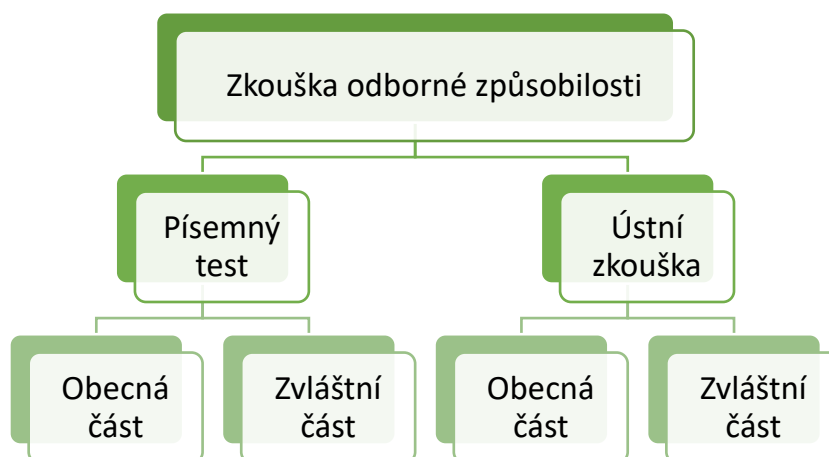 Zkouška odborné způsobilosti
Písemný
test
Ústní
zkouška
Obecná
část
Zvláštní
část
Obecná
část
Zvláštní
část